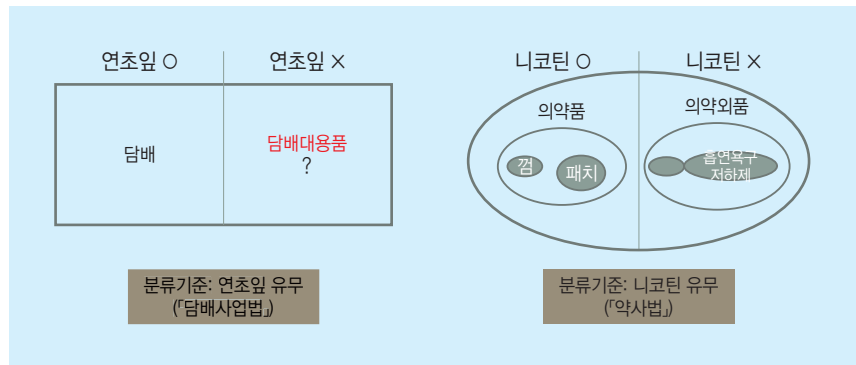 연초잎 O
연초잎 X
담배
담배대용품
?
분류기준: 연초잎 유무
(「담배사업법」)
니코틴 O
니코틴 X
의약품
의약외품
껌
패치
흡연욕구
저하제
분류기준: 니코틴 유무
(「약사법」)